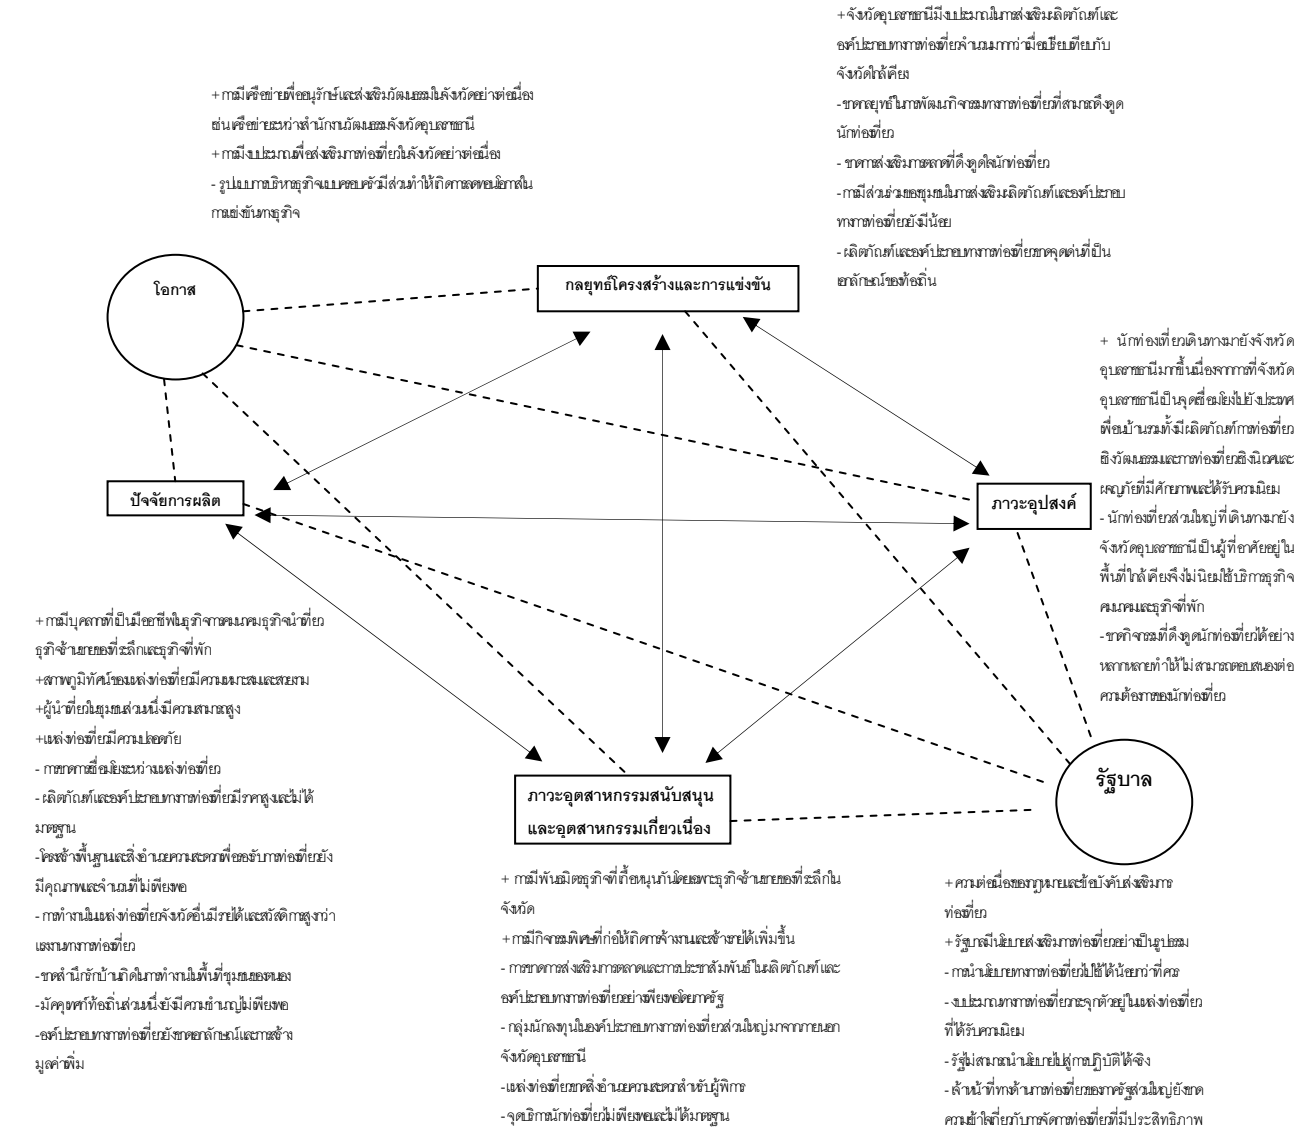 + จังหวัดอุบลราชธานีมีงบประมาณในการส่งเสริมผลิตภัณฑ์และ
องค์ประกอบทางการท่องเที่ยวจำนวนมากกว่าเมื่อเปรียบเทียบกับ
จังหวัดใกล้เคียง
- ขาดกลยุทธ์ในการพัฒนากิจกรรมทางการท่องเที่ยวที่สามารถดึงดูด
นักท่องเที่ยว
- ขาดการส่งเสริมการตลาดที่ดึงดูดใจนักท่องเที่ยว
- การมีส่วนร่วมของชุมชนในการส่งเสริมผลิตภัณฑ์และองค์ประกอบ
ทางการท่องเที่ยวยังมีน้อย
- ผลิตภัณฑ์และองค์ประกอบทางการท่องเที่ยวขาดจุดเด่นที่เป็น
เอกลักษณ์ของท้องถิ่น
+ การมีเครือข่ายเพื่ออนุรักษ์และส่งเสริมวัฒนธรรมในจังหวัดอย่างต่อเนื่อง
เช่น เครือข่ายระหว่างสำนักงานวัฒนธรรมจังหวัดอุบลราชธานี
+ การมีงบประมาณเพื่อส่งเสริมการท่องเที่ยวในจังหวัดอย่างต่อเนื่อง
- รูปแบบการบริหารธุรกิจแบบครอบครัวมีส่วนทำให้เกิดการลดทอนโอกาสใน
การแข่งขันทางธุรกิจ
โอกาส
กลยุทธ์โครงสร้างและการแข่งขัน
+ นักท่องเที่ยวเดินทางมายังจังหวัด
อุบลราชธานีมากขึ้นเนื่องจากการที่จังหวัด
อุบลราชธานีเป็นจุดเชื่อมโยงไปยังประเทศ
เพื่อนบ้านรวมทั้งมีผลิตภัณฑ์การท่องเที่ยว
เชิงวัฒนธรรมและการท่องเที่ยวเชิงนิเวศและ
ผจญภัยที่มีศักยภาพและได้รับความนิยม
- นักท่องเที่ยวส่วนใหญ่ที่เดินทางมายัง
จังหวัดอุบลราชธานีเป็นผู้ที่อาศัยอยู่ใน
พื้นที่ใกล้เคียงจึงไม่นิยมใช้บริการธุรกิจ
คมนาคมและธุรกิจที่พัก
- ขาดกิจกรรมที่ดึงดูดนักท่องเที่ยวได้อย่าง
หลากหลายทำให้ไม่สามารถตอบสนองต่อ
ความต้องการของนักท่องเที่ยว
ปัจจัยการผลิต
ภาวะอุปสงค์
+ การมีบุคลากรที่เป็นมืออาชีพในธุรกิจการคมนาคมธุรกิจนำเที่ยว
ธุรกิจร้านขายของที่ระลึกและธุรกิจที่พัก
+สภาพภูมิทัศน์ของแหล่งท่องเที่ยวมีความเหมาะสมและสวยงาม
+ผู้นำเที่ยวในชุมชนส่วนหนึ่งมีความสามารถสูง
+แหล่งท่องเที่ยวมีความปลอดภัย
- การขาดการเชื่อมโยงระหว่างแหล่งท่องเที่ยว
- ผลิตภัณฑ์และองค์ประกอบทางการท่องเที่ยวมีราคาสูงและไม่ได้
มาตรฐาน
-โครงสร้างพื้นฐานและสิ่งอำนวยความสะดวกเพื่อรองรับการท่องเที่ยวยัง
มีคุณภาพและจำนวนที่ไม่เพียงพอ
- การทำงานในแหล่งท่องเที่ยวจังหวัดอื่นมีรายได้และสวัสดิการสูงกว่า
แรงงานทางการท่องเที่ยว
-ขาดสำนึกรักบ้านเกิดในการทำงานในพื้นที่ชุมชนของตนเอง
-มัคคุเทศก์ท้องถิ่นส่วนหนึ่งยังมีความชำนาญไม่เพียงพอ
-องค์ประกอบทางการท่องเที่ยวยังขาดเอกลักษณ์และการสร้าง
มูลค่าเพิ่ม
ภาวะอุตสาหกรรมสนับสนุน
และอุตสาหกรรมเกี่ยวเนื่อง
รัฐบาล
+ การมีพันธมิตรธุรกิจที่เกื้อหนุนกันโดยเฉพาะธุรกิจร้านขายของที่ระลึกใน
จังหวัด
+ การมีกิจกรรมพิเศษที่ก่อให้เกิดการจ้างงานและสร้างรายได้เพิ่มขึ้น
- การขาดการส่งเสริมการตลาดและการประชาสัมพันธ์ในผลิตภัณฑ์และ
องค์ประกอบทางการท่องเที่ยวอย่างเพียงพอโดยภาครัฐ
- กลุ่มนักลงทุนในองค์ประกอบทางการท่องเที่ยวส่วนใหญ่มาจากภายนอก
จังหวัดอุบลราชธานี
-แหล่งท่องเที่ยวขาดสิ่งอำนวยความสะดวกสำหรับผู้พิการ
- จุดบริการนักท่องเที่ยวไม่เพียงพอและไม่ได้มาตรฐาน
+ ความต่อเนื่องของกฎหมายและข้อบังคับส่งเสริมการ
ท่องเที่ยว
+ รัฐบาลมีนโยบายส่งเสริมการท่องเที่ยวอย่างเป็นรูปธรรม
- การนำนโยบายทางการท่องเที่ยวไปใช้ได้น้อยกว่าที่ควร
- งบประมาณทางการท่องเที่ยวกระจุกตัวอยู่ในแหล่งท่องเที่ยว
ที่ได้รับความนิยม
- รัฐไม่สามารถนำนโยบายไปสู่การปฏิบัติได้จริง
- เจ้าหน้าที่ทางด้านการท่องเที่ยวของภาครัฐส่วนใหญ่ยังขาด
ความเข้าใจเกี่ยวกับการจัดการท่องเที่ยวที่มีประสิทธิภาพ